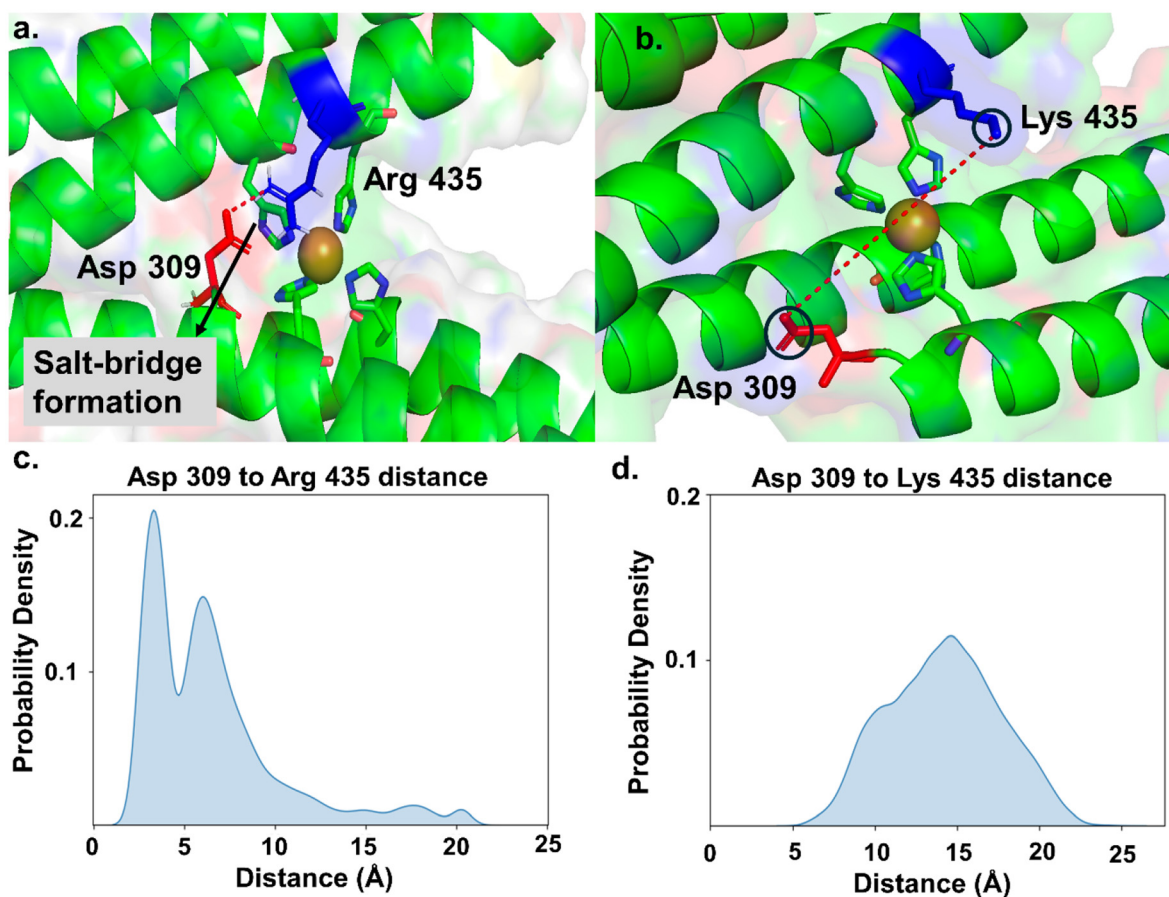 a.
Arg 435
Asp 309
Salt-bridge
formation
b.
Lys 435
Asp 309
c.
Asp 309 to Arg 435 distance
Probability Density
0.2
0.1
0 5 10 15 20 25
Distance (Å)
d.
Asp 309 to Lys 435 distance
Probability Density
0.2
0.1
0 5 10 15 20 25
Distance (Å)